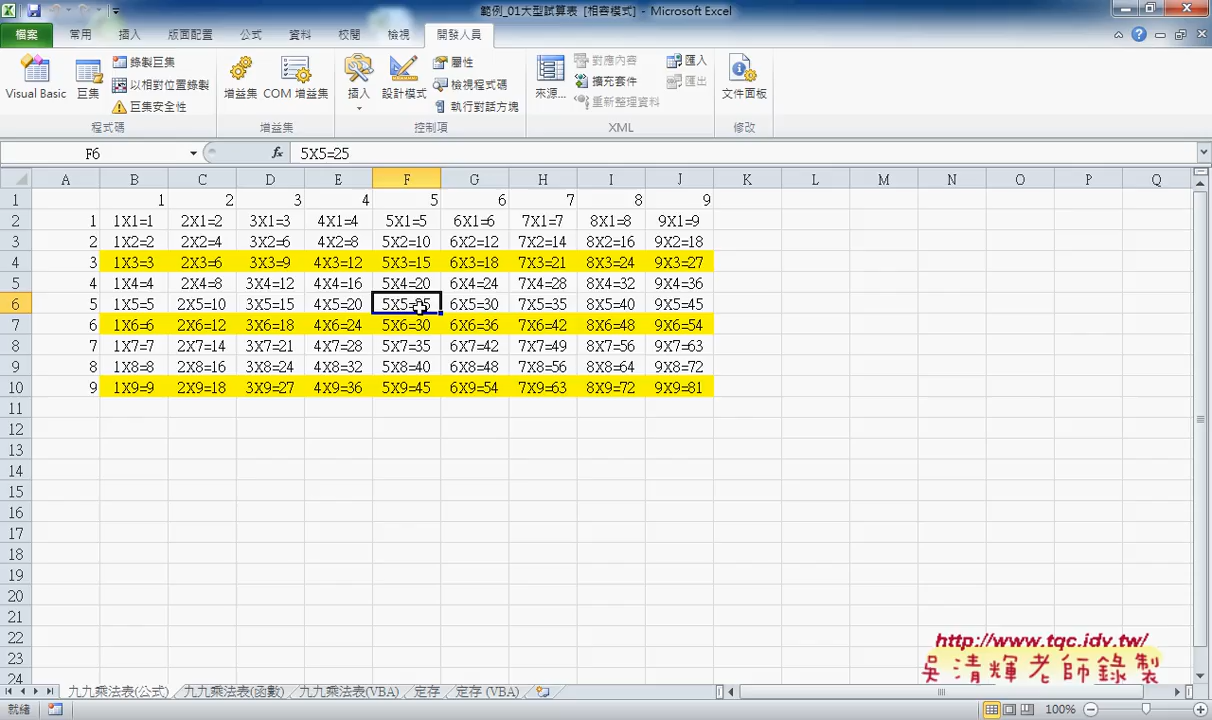 範例_01大型試算表 [相容模式] - Microsoft Excel
檔案 常用 插入 版面配置 公式 資料 校閱 檢視 開發人員
Visual Basic 巨集 錄製巨集 以相對位置錄製 巨集安全性 程式碼
增益集 COM 增益集 增益集
插入 設計模式 屬性 檢視程式碼 執行對話方塊 控制項
來源... 對應內容 擴充套件 重新整理資料 匯入 匯出 XML
文件面板 修改
F6 fx 5X5=25
A B C D E F G H I J K L M N O P Q
1 1 2 3 4 5 6 7 8 9
2 1 1X1=1 2X1=2 3X1=3 4X1=4 5X1=5 6X1=6 7X1=7 8X1=8 9X1=9
3 2 1X2=2 2X2=4 3X2=6 4X2=8 5X2=10 6X2=12 7X2=14 8X2=16 9X2=18
4 3 1X3=3 2X3=6 3X3=9 4X3=12 5X3=15 6X3=18 7X3=21 8X3=24 9X3=27
5 4 1X4=4 2X4=8 3X4=12 4X4=16 5X4=20 6X4=24 7X4=28 8X4=32 9X4=36
6 5 1X5=5 2X5=10 3X5=15 4X5=20 5X5=25 6X5=30 7X5=35 8X5=40 9X5=45
7 6 1X6=6 2X6=12 3X6=18 4X6=24 5X6=30 6X6=36 7X6=42 8X6=48 9X6=54
8 7 1X7=7 2X7=14 3X7=21 4X7=28 5X7=35 6X7=42 7X7=49 8X7=56 9X7=63
9 8 1X8=8 2X8=16 3X8=24 4X8=32 5X8=40 6X8=48 7X8=56 8X8=64 9X8=72
10 9 1X9=9 2X9=18 3X9=27 4X9=36 5X9=45 6X9=54 7X9=63 8X9=72 9X9=81
11
12
13
14
15
16
17
18
19
20
21
22
23
24
http://www.tqc.idv.tw/
吳清輝老師錄製
九九乘法表(公式) 九九乘法表(函數) 九九乘法表(VBA) 定存 定存 (VBA)
就緒 100%